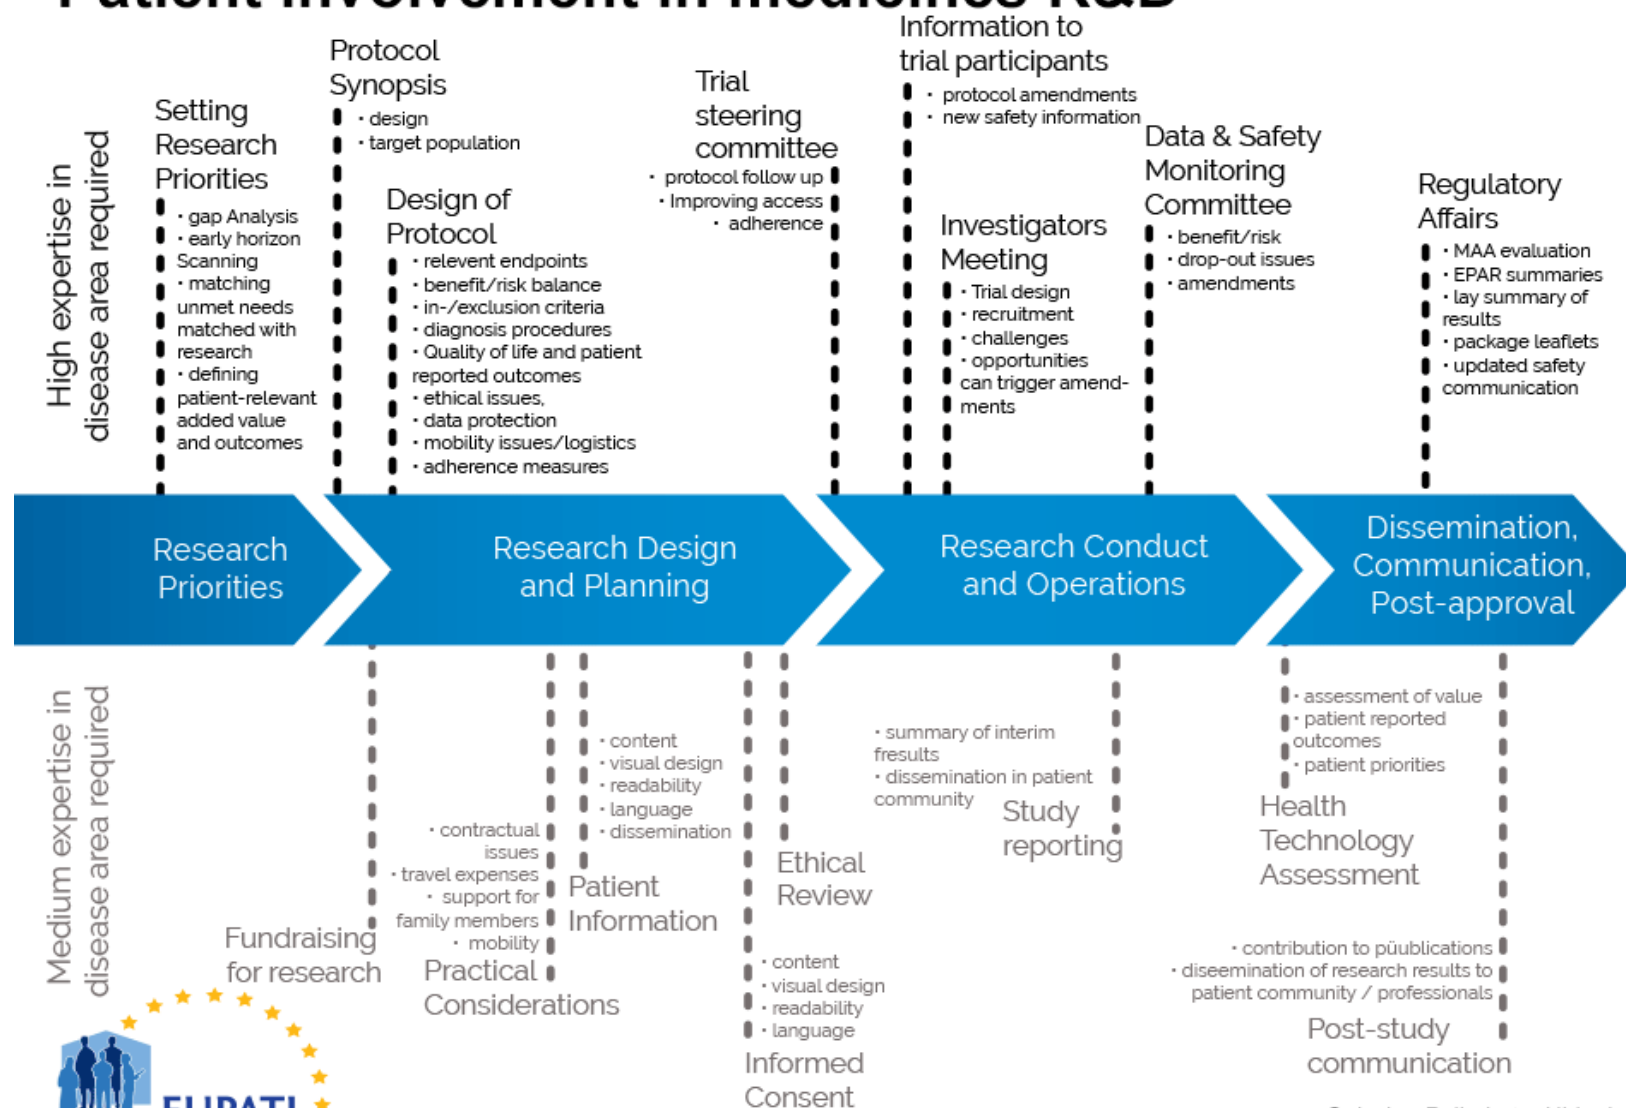 Patient involvement in medicines R&D
High expertise in
disease area required
Setting
Research
Priorities
• gap Analysis
• early horizon
Scanning
• matching
unmet needs
matched with
research
• defining
patient-relevant
added value
and outcomes
Protocol
Synopsis
• design
• target population
Design of
Protocol
• relevent endpoints
• benefit/risk balance
• in-/exclusion criteria
• diagnosis procedures
• Quality of life and patient
reported outcomes
• ethical issues,
• data protection
• mobility issues/logistics
• adherence measures
Trial
steering
committee
• protocol follow up
• Improving access
• adherence
Information to
trial participants
• protocol amendments
• new safety information
Investigators
Meeting
• Trial design
• recruitment
• challenges
• opportunities
can trigger amend-
ments
Data & Safety
Monitoring
Committee
• benefit/risk
• drop-out issues
• amendments
Regulatory
Affairs
• MAA evaluation
• EPAR summaries
• lay summary of
results
• package leaflets
• updated safety
communication
Research
Priorities
Research Design
and Planning
Research Conduct
and Operations
Dissemination,
Communication,
Post-approval
Medium expertise in
disease area required
Fundraising
for research
• contractual
issues
• travel expenses
• support for
family members
• mobility
Practical
Considerations
• content
• visual design
• readability
• language
• dissemination
Patient
Information
Ethical
Review
• content
• visual design
• readability
• language
Informed
Consent
• summary of interim
fresults
• dissemination in patient
community
Study
reporting
• assessment of value
• patient reported
outcomes
• patient priorities
Health
Technology
Assessment
• contribution to püublications
• diseemination of research results to
patient community / professionals
Post-study
communication
EUPATI